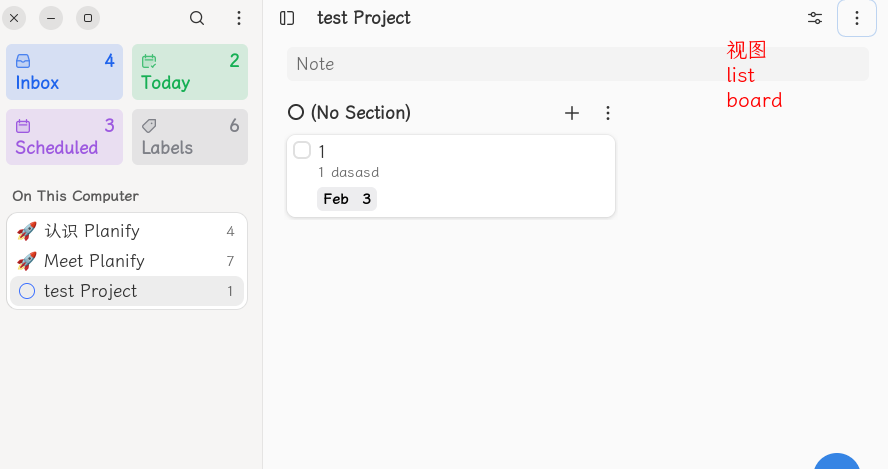 test Project
Inbox
4
Today
2
Scheduled
3
Labels
6
On This Computer
🚀 认识 Planify 4
🚀 Meet Planify 7
test Project 1
Note
视图
list
board
(No Section)
1
1 dasasd
Feb 3